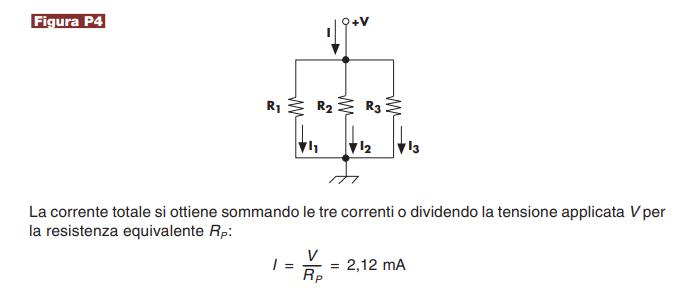 Figura P4
I
+V
R1 R2 R3
I1 I2 I3
La corrente totale si ottiene sommando le tre correnti o dividendo la tensione applicata V per
la resistenza equivalente RP:
I = V / RP = 2,12 mA